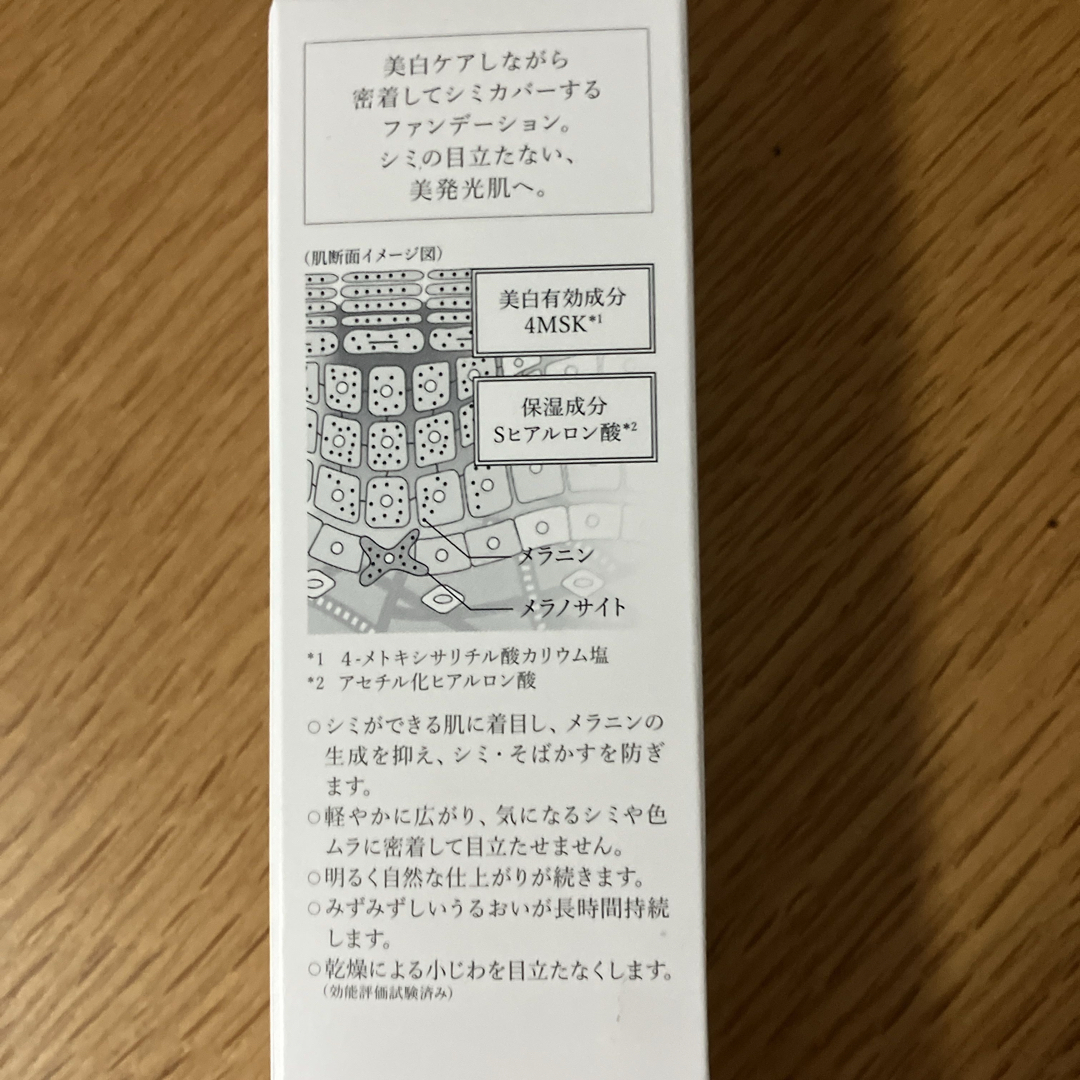 美白ケアしながら
密着してシミカバーする
ファンデーション。
シミの目立たない、
美発光肌へ。
(肌断面イメージ図)
美白有効成分
4MSK*1
保湿成分
Sヒアルロン酸*2
メラニン
メラノサイト
*1 4-メトキシサリチル酸カリウム塩
*2 アセチル化ヒアルロン酸
○シミができる肌に着目し、メラニンの
生成を抑え、シミ・そばかすを防ぎ
ます。
○軽やかに広がり、気になるシミや色
ムラに密着して目立たせません。
○明るく自然な仕上がりが続きます。
○みずみずしいうるおいが長時間持続
します。
○乾燥による小じわを目立たなくします。
(効能評価試験済み)